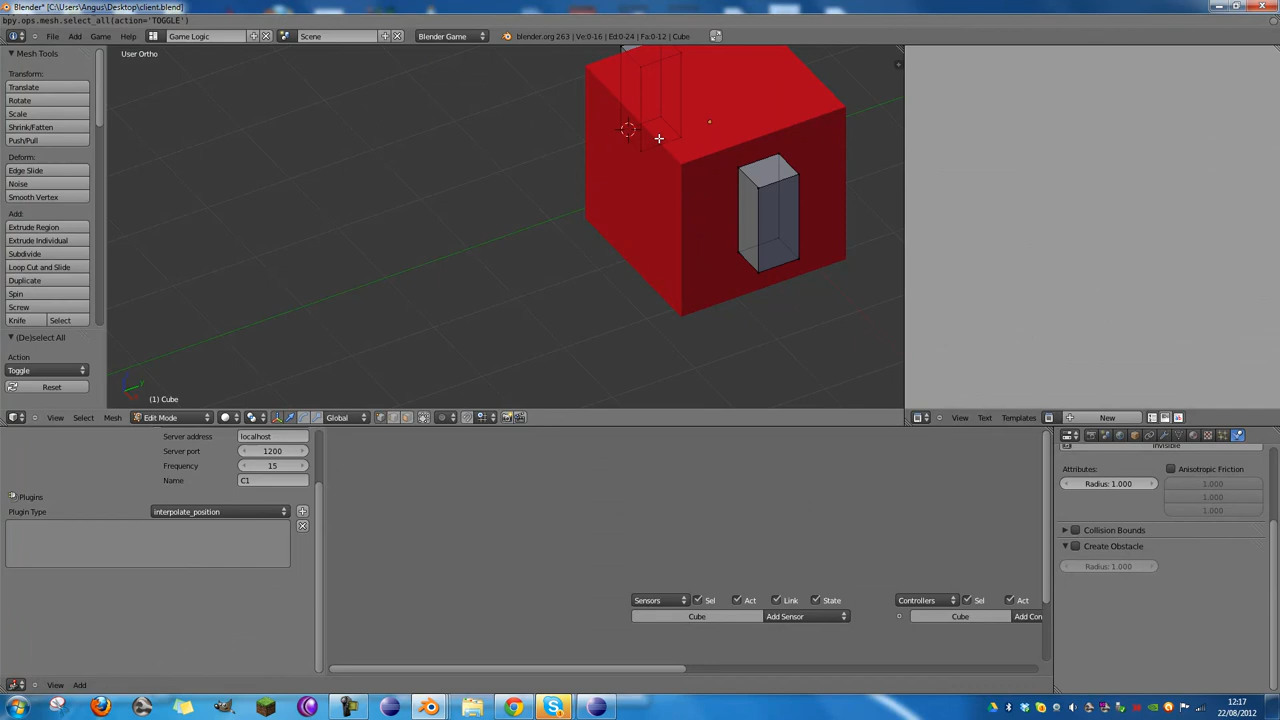 Blender* [C:\Users\Angus\Desktop\client.blend]
bpy.ops.mesh.select_all(action='TOGGLE')
File Add Game Help Game Logic Scene Blender Game blender.org 263 | Ve:0-16 | Ed:0-24 | Fa:0-12 | Cube
Mesh Tools
User Ortho
Transform:
Translate
Rotate
Scale
Shrink/Fatten
Push/Pull
Deform:
Edge Slide
Noise
Smooth Vertex
Add:
Extrude Region
Extrude Individual
Subdivide
Loop Cut and Slide
Duplicate
Spin
Screw
Knife Select
(De)select All
Action
Toggle
Reset
(1) Cube
View Select Mesh Edit Mode Global
View Text Templates New
Server address localhost
Server port 1200
Frequency 15
Name C1
Plugins
Plugin Type interpolate_position
Sensors Sel Act Link State
Cube Add Sensor
Controllers Sel Act
Cube Add Con
View Add
Invisible
Attributes: Anisotropic Friction
Radius: 1.000 1.000
1.000
1.000
Collision Bounds
Create Obstacle
Radius: 1.000
12:17
22/08/2012